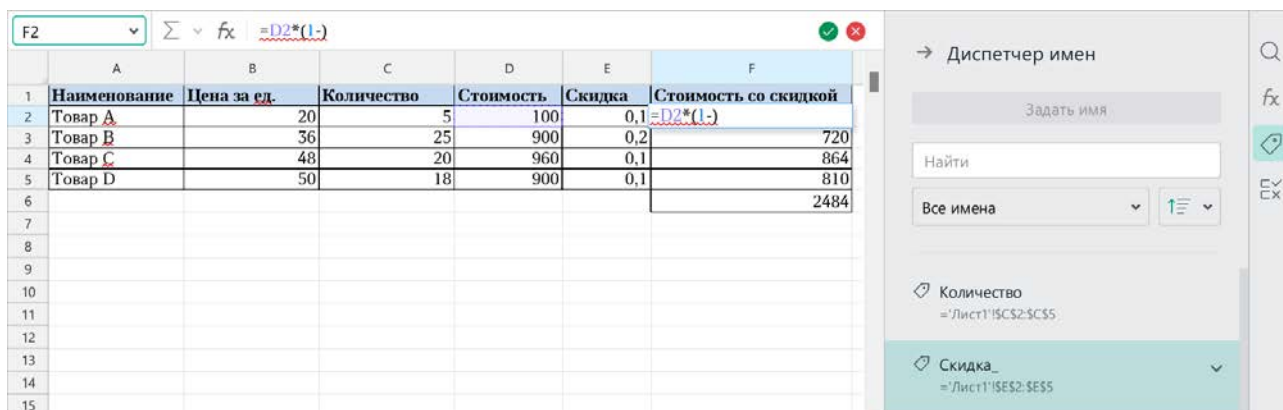 F2 Σ fx =D2*(1-)
Диспетчер имен
A B C D E F
1 Наименование Цена за ед. Количество Стоимость Скидка Стоимость со скидкой
Задать имя
2 Товар A 20 5 100 0,1 =D2*(1-)
3 Товар B 36 25 900 0,2 720
4 Товар C 48 20 960 0,1 864
Найти
5 Товар D 50 18 900 0,1 810
6 2484
Все имена
7
8
9
10
Количество
='Лист1'!$C$2:$C$5
11
12
13
Скидка_
14
='Лист1'!$E$2:$E$5
15